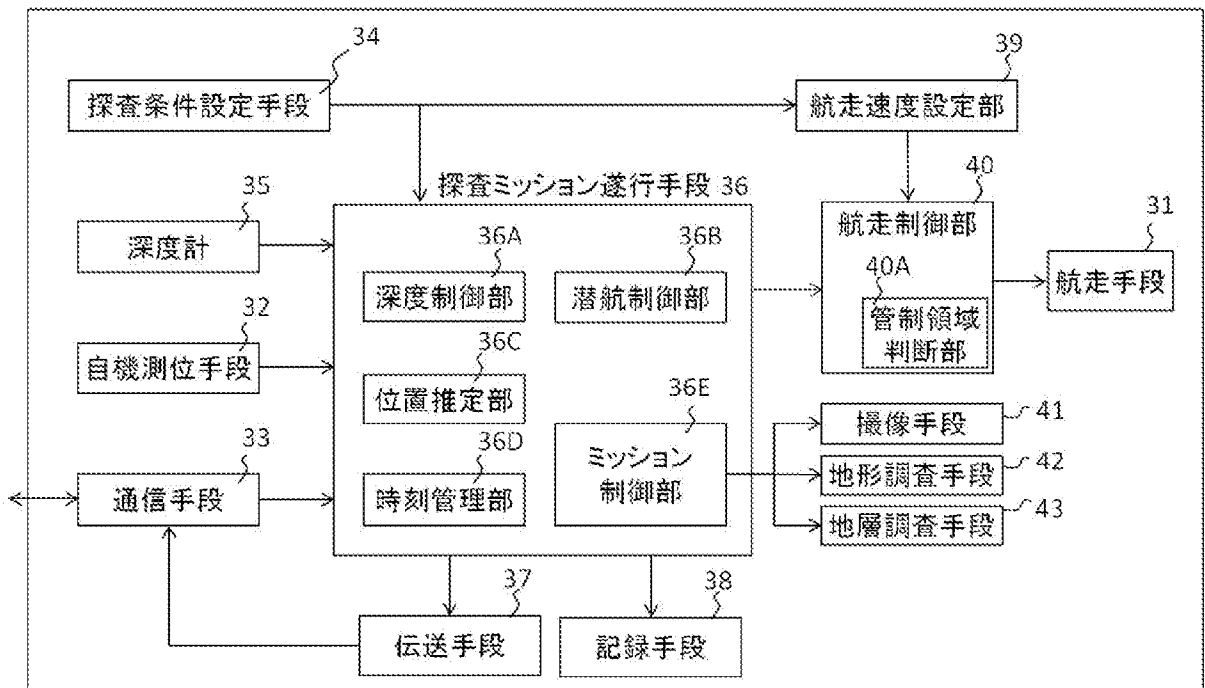 34
探査条件設定手段
39
航走速度設定部
探査ミッション遂行手段 36
35
深度計
36A
深度制御部
36B
潜航制御部
40
航走制御部
40A
管制領域
判断部
31
航走手段
32
自機測位手段
36C
位置推定部
36E
ミッション
制御部
41
撮像手段
42
地形調査手段
43
地層調査手段
33
通信手段
36D
時刻管理部
37
伝送手段
38
記録手段